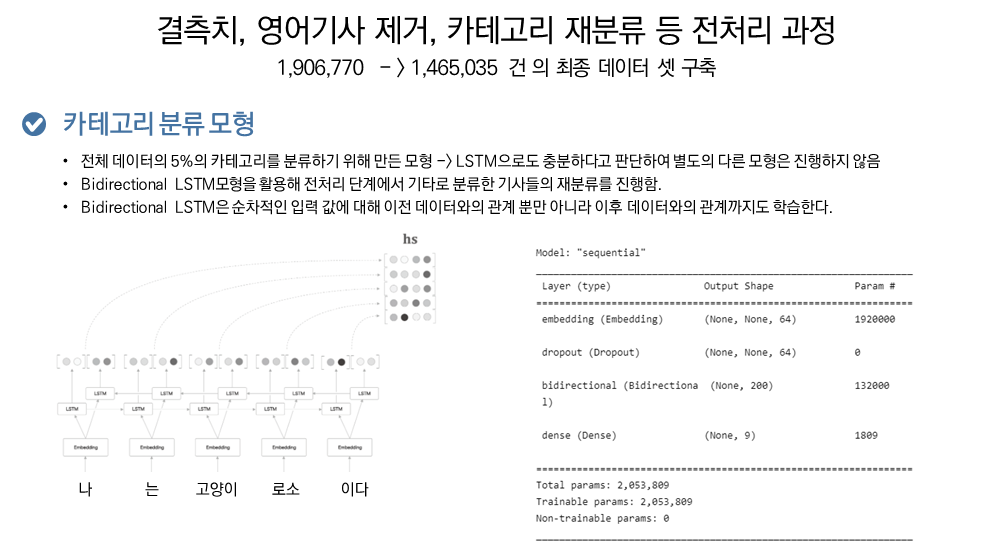 결측치, 영어기사 제거, 카테고리 재분류 등 전처리 과정
1,906,770 -> 1,465,035 건의 최종 데이터 셋 구축
카테고리 분류 모형
• 전체 데이터의 5%의 카테고리를 분류하기 위해 만든 모형 -> LSTM으로도 충분하다고 판단하여 별도의 다른 모형은 진행하지 않음
• Bidirectional LSTM모형을 활용해 전처리 단계에서 기타로 분류한 기사들의 재분류를 진행함.
• Bidirectional LSTM은 순차적인 입력 값에 대해 이전 데이터와의 관계 뿐만 아니라 이후 데이터와의 관계까지도 학습한다.
hs
LSTM LSTM LSTM LSTM LSTM
LSTM LSTM LSTM LSTM LSTM
Embedding Embedding Embedding Embedding Embedding
나 는 고양이 로소 이다
Model: "sequential"
Layer (type) Output Shape Param #
embedding (Embedding) (None, None, 64) 1920000
dropout (Dropout) (None, None, 64) 0
bidirectional (Bidirectiona (None, 200) 132000
l)
dense (Dense) (None, 9) 1809
Total params: 2,053,809
Trainable params: 2,053,809
Non-trainable params: 0